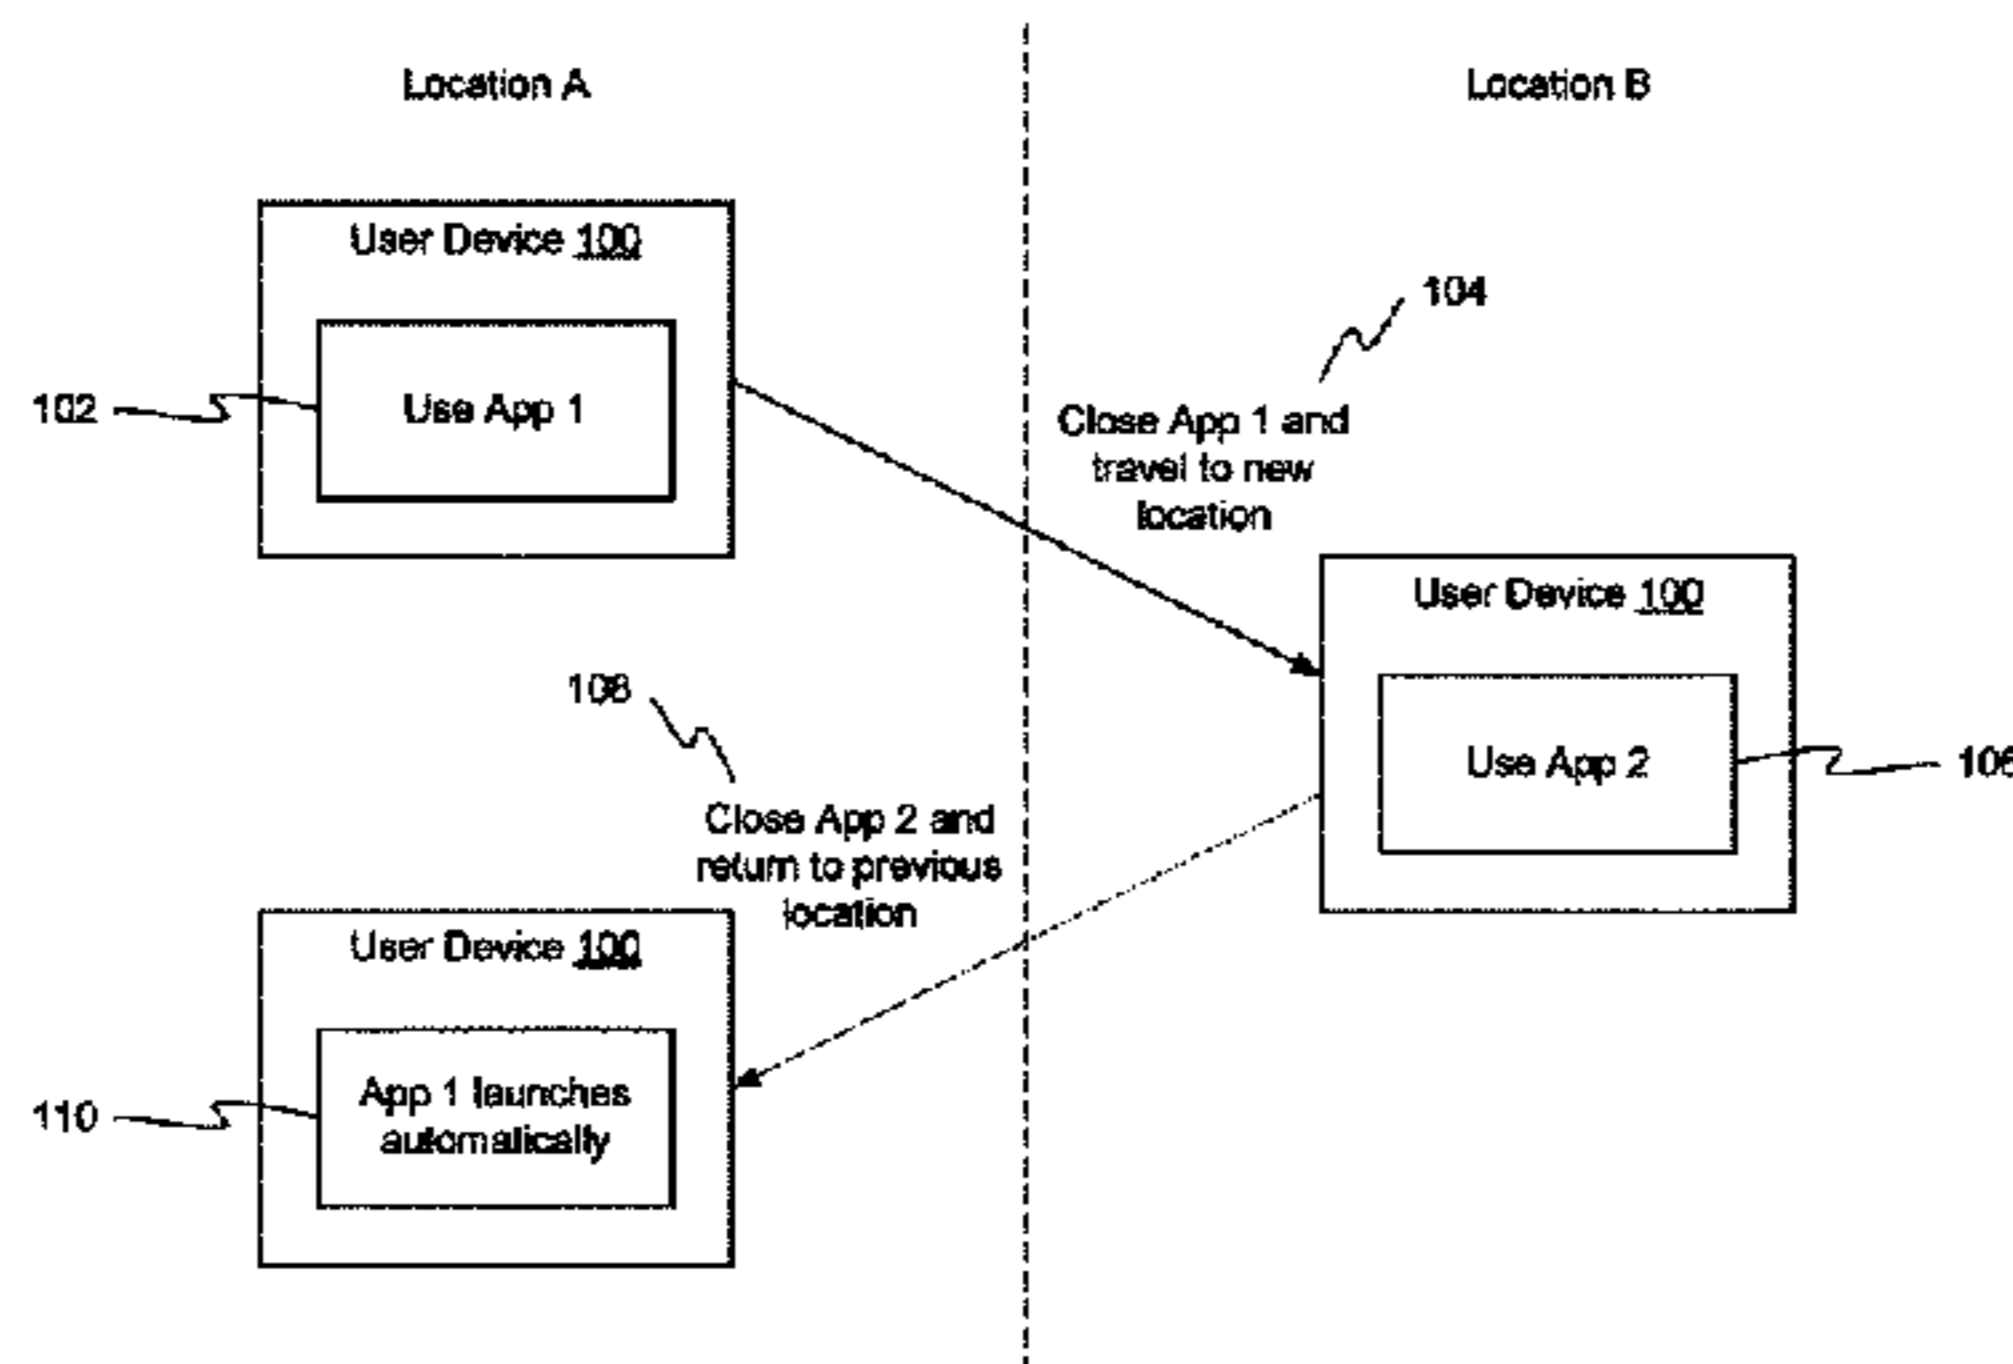 Location A
Location B
User Device 100
104
102
Use App 1
Close App 1 and
travel to new
location
User Device 100
108
Use App 2
106
Close App 2 and
return to previous
location
User Device 100
App 1 launches
automatically
110